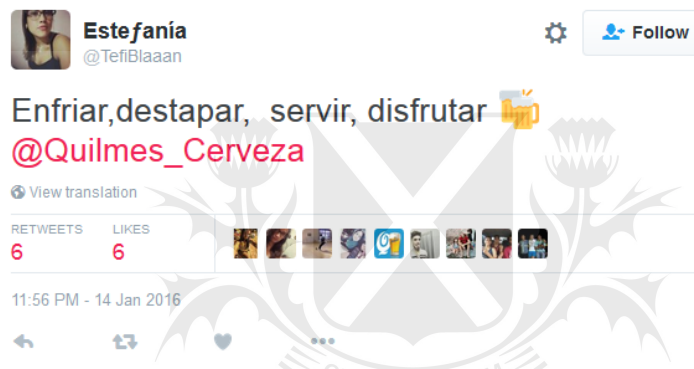 Esteƒanía
@TefiBlaaan
Follow
Enfriar,destapar, servir, disfrutar 🍻
@Quilmes_Cerveza
View translation
RETWEETS LIKES
6 6
11:56 PM - 14 Jan 2016